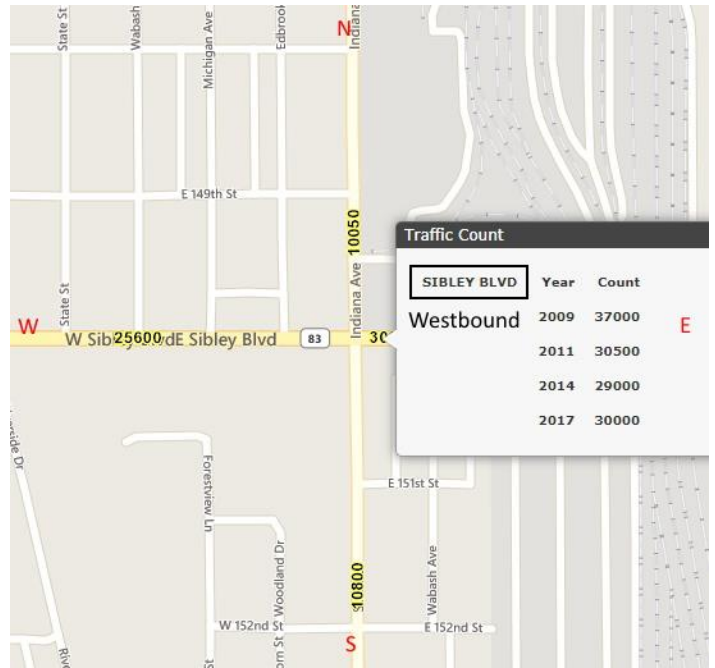 State St
Wabash
Michigan Ave
Edbrook
N
Indiana
E 149th St
10050
Indiana Ave
State St
Traffic Count
SIBLEY BLVD Year Count
Westbound 2009 37000
2011 30500
2014 29000
2017 30000
E
W
W Sibley BlvdE Sibley Blvd
25600
83
30
Forestview Ln
E 151st St
Woodland Dr
Wabash Ave
10800
W 152nd St
E 152nd St
S